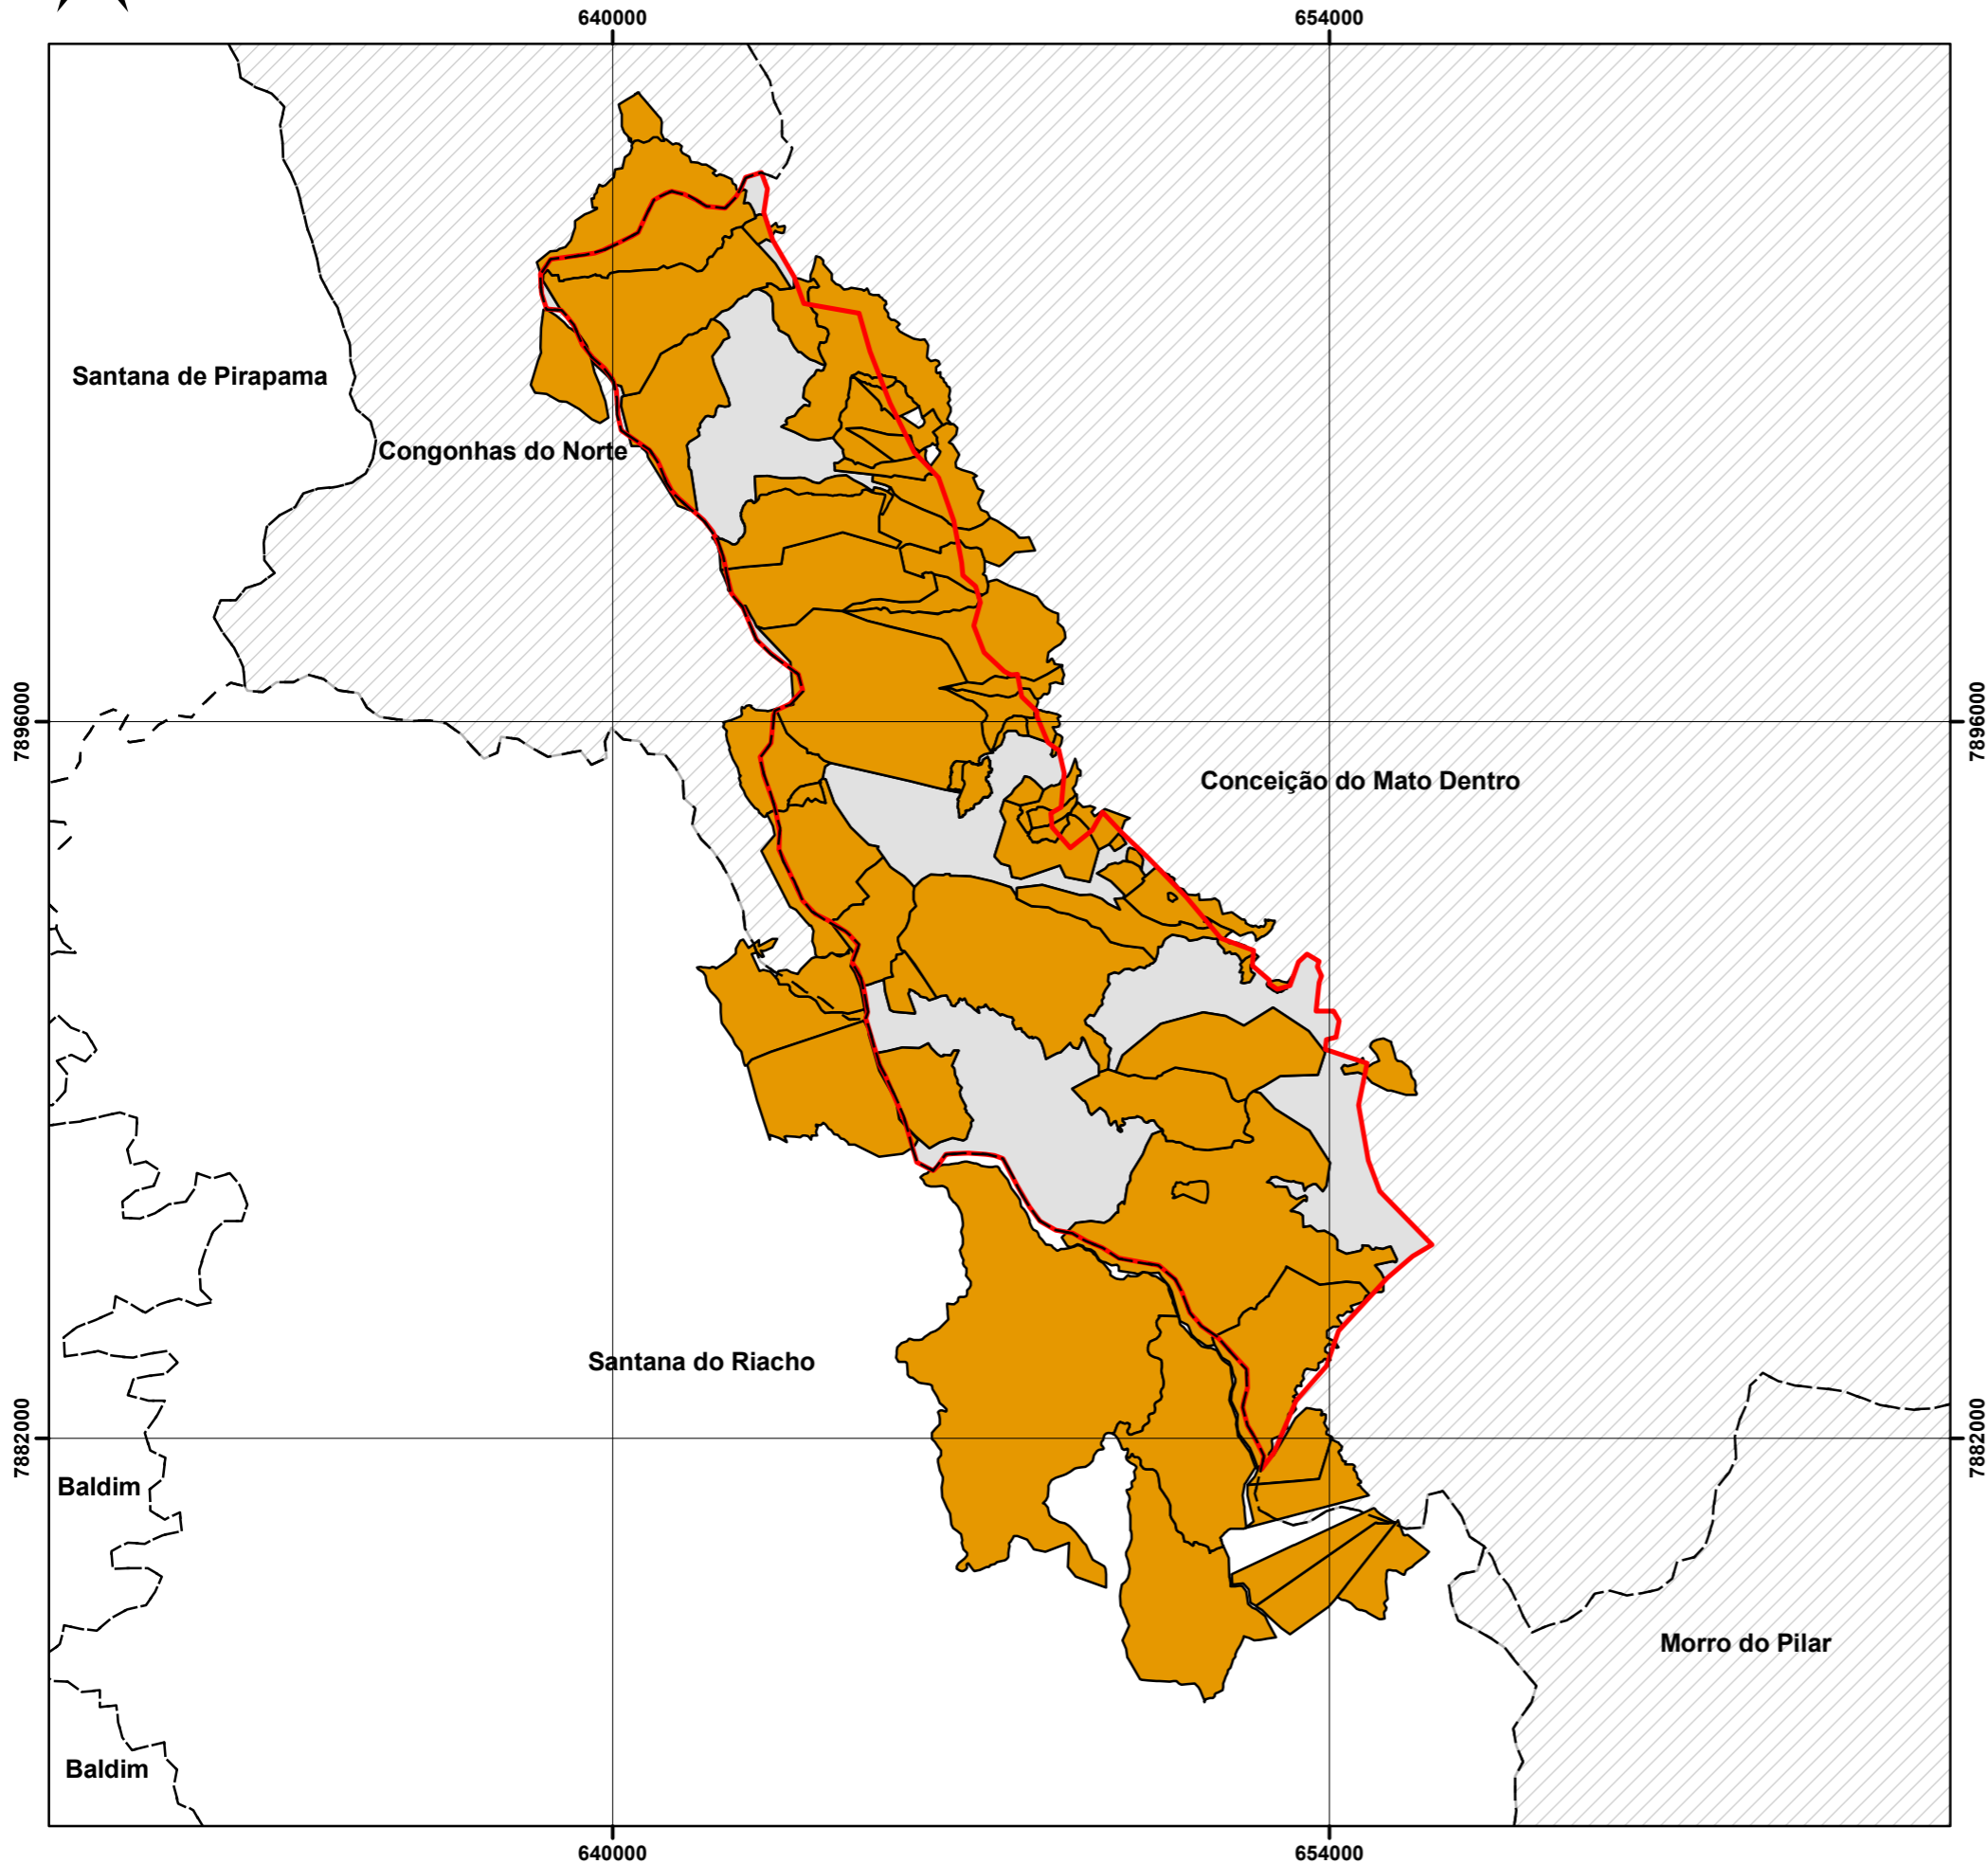 640000
654000
Santana de Pirapama
Congonhas do Norte
7896000
7896000
Conceição do Mato Dentro
Santana do Riacho
7882000
7882000
Baldim
Morro do Pilar
Baldim
640000
654000